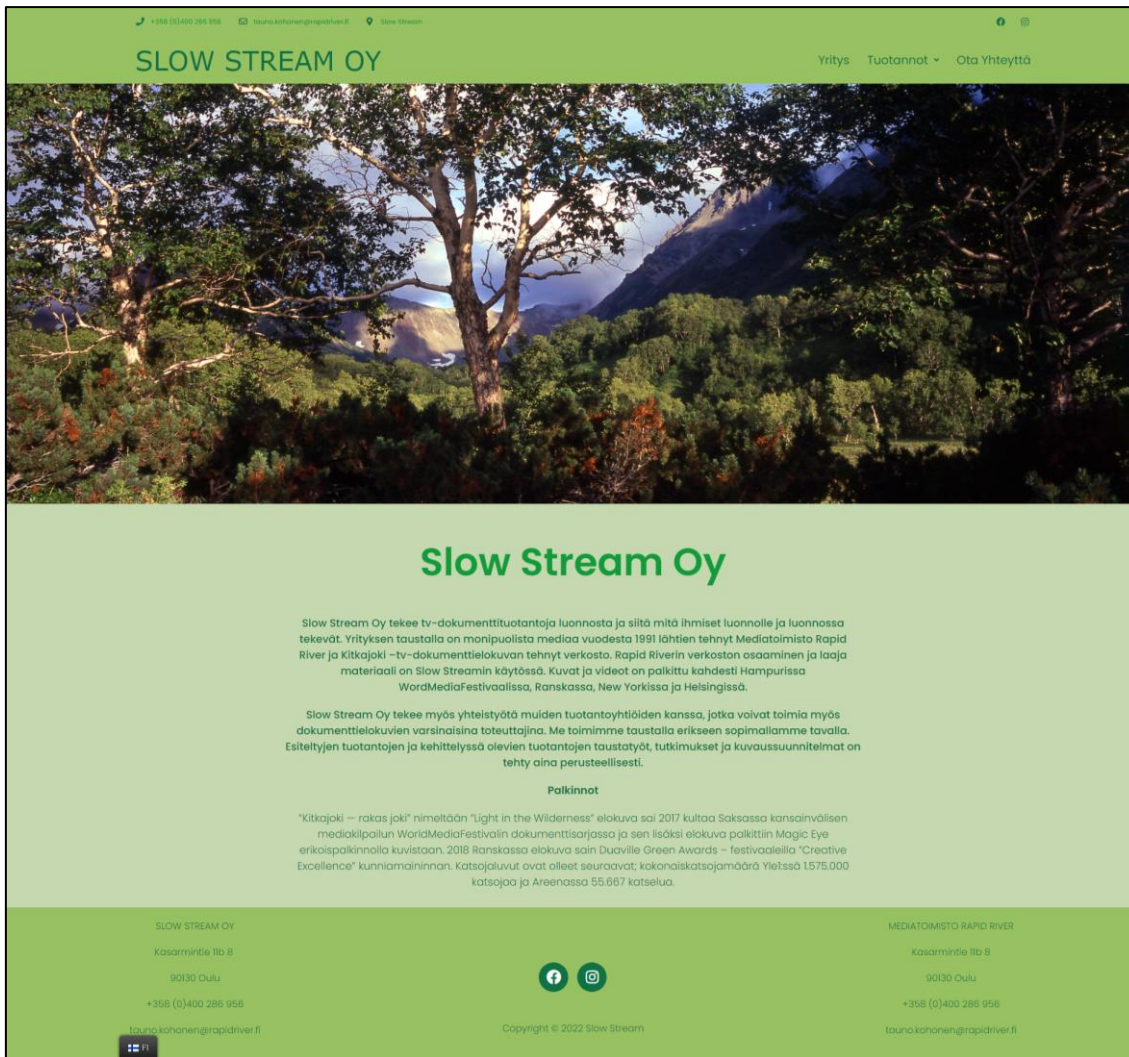 +358 (0)400 286 956 tauno.kohonen@rapidriver.fi Slow Stream
SLOW STREAM OY
Yritys Tuotannot Ota Yhteyttä
Slow Stream Oy
Slow Stream Oy tekee tv-dokumenttituotantoja luonnosta ja siitä mitä ihmiset luonnolle ja luonnossa
tekevät. Yrityksen taustalla on monipuolista mediaa vuodesta 1991 lähtien tehnyt Mediatoimisto Rapid
River ja Kitkajoki –tv-dokumenttielokuvan tehnyt verkosto. Rapid Riverin verkoston osaaminen ja laaja
materiaali on Slow Streamin käytössä. Kuvat ja videot on palkittu kahdesti Hampurissa
WordMediaFestivaalissa, Ranskassa, New Yorkissa ja Helsingissä.
Slow Stream Oy tekee myös yhteistyötä muiden tuotantoyhtiöiden kanssa, jotka voivat toimia myös
dokumenttielokuvien varsinaisina toteuttajina. Me toimimme taustalla erikseen sopimallamme tavalla.
Esiteltyjen tuotantojen ja kehittelyssä olevien tuotantojen taustatyöt, tutkimukset ja kuvaussuunnitelmat on
tehty aina perusteellisesti.
Palkinnot
“Kitkajoki — rakas joki” nimeltään “Light in the Wilderness” elokuva sai 2017 kultaa Saksassa kansainvälisen
mediakilpailun WorldMediaFestivalin dokumenttisarjassa ja sen lisäksi elokuva palkittiin Magic Eye
erikoispalkinnolla kuvistaan. 2018 Ranskassa elokuva sain Duaville Green Awards – festivaaleilla “Creative
Excellence” kunniamaininnan. Katsojaluvut ovat olleet seuraavat; kokonaiskatsojamäärä Yle1:ssä 1.575.000
katsojaa ja Areenassa 55.667 katselua.
SLOW STREAM OY
Kasarmintie 11b 8
90130 Oulu
+358 (0)400 286 956
tauno.kohonen@rapidriver.fi
Copyright © 2022 Slow Stream
MEDIATOIMISTO RAPID RIVER
Kasarmintie 11b 8
90130 Oulu
+358 (0)400 286 956
tauno.kohonen@rapidriver.fi
FI